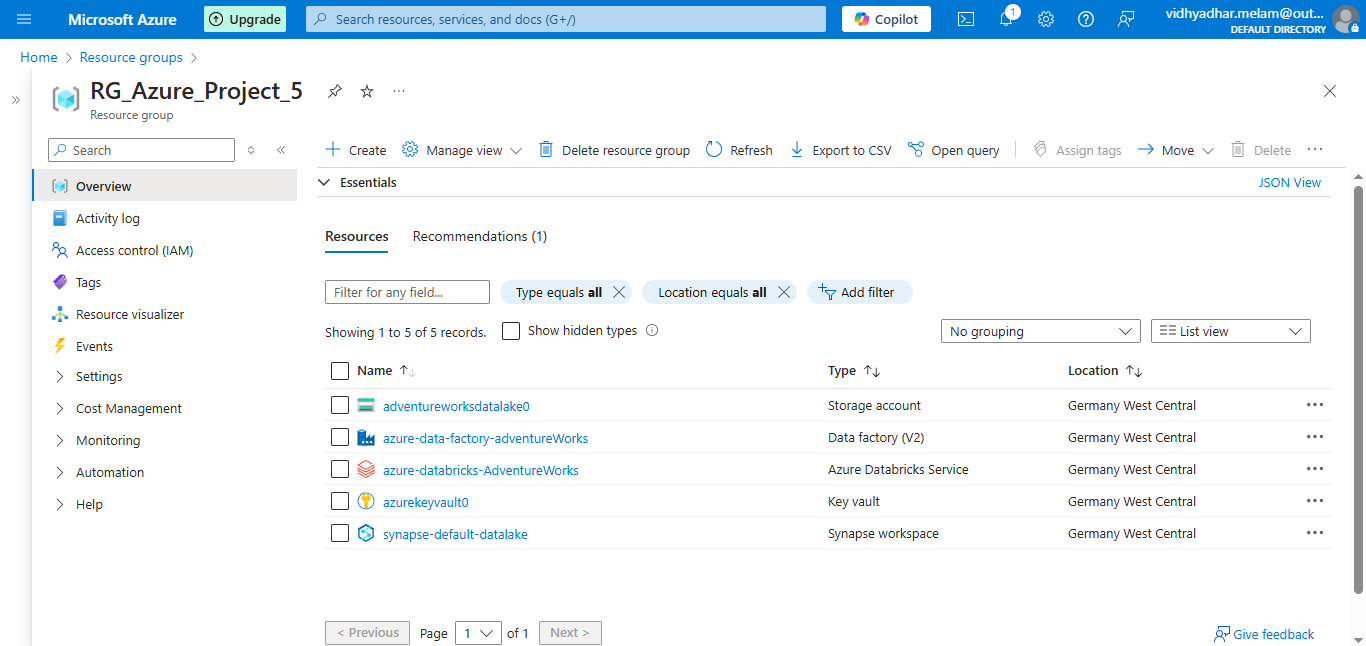 Microsoft Azure Upgrade Search resources, services, and docs (G+/) Copilot 1 vidhyadhar.melam@out...
DEFAULT DIRECTORY
Home > Resource groups >
RG_Azure_Project_5 ...
Resource group
Search
Create Manage view Delete resource group Refresh Export to CSV Open query Assign tags Move Delete ...
Overview
Activity log
Access control (IAM)
Tags
Resource visualizer
Events
Settings
Cost Management
Monitoring
Automation
Help
Essentials JSON View
Resources Recommendations (1)
Filter for any field... Type equals all Location equals all Add filter
Showing 1 to 5 of 5 records. Show hidden types No grouping List view
Name Type Location
adventureworksdatalake0 Storage account Germany West Central
azure-data-factory-adventureWorks Data factory (V2) Germany West Central
azure-databricks-AdventureWorks Azure Databricks Service Germany West Central
azurekeyvault0 Key vault Germany West Central
synapse-default-datalake Synapse workspace Germany West Central
< Previous Page 1 of 1 Next > Give feedback